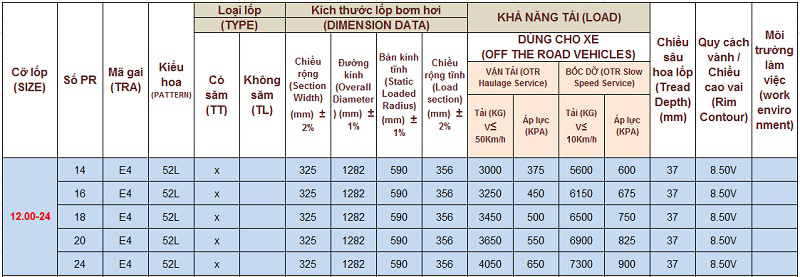 Cỡ lốp (SIZE) Số PR Mã gai (TRA) Kiểu hoa (PATTERN) Loại lốp (TYPE) Kích thước lốp bơm hơi (DIMENSION DATA) KHẢ NĂNG TẢI (LOAD) Chiều sâu hoa lốp (Tread Depth) (mm) Quy cách vành / Chiều cao vai (Rim Contour) Môi trường làm việc (work environment)
DÙNG CHO XE (OFF THE ROAD VEHICLES)
Có săm (TT) Không săm (TL) Chiều rộng (Section Width) (mm) ± 2% Đường kính (Overall Diameter) (mm) ± 1% Bán kính tĩnh (Static Loaded Radius) (mm) ± 1% Chiều rộng tĩnh (Load section) (mm) ± 2% VẬN TẢI (OTR Haulage Service) BÓC DỠ (OTR Slow Speed Service)
Tải (KG) V≤ 50Km/h Áp lực (KPA) Tải (KG) V≤ 10Km/h Áp lực (KPA)
12.00-24
14 E4 52L x 325 1282 590 356 3000 375 5600 600 37 8.50V
16 E4 52L x 325 1282 590 356 3250 450 6150 675 37 8.50V
18 E4 52L x 325 1282 590 356 3450 500 6500 750 37 8.50V
20 E4 52L x 325 1282 590 356 3650 550 6900 825 37 8.50V
24 E4 52L x 325 1282 590 356 4050 650 7300 900 37 8.50V